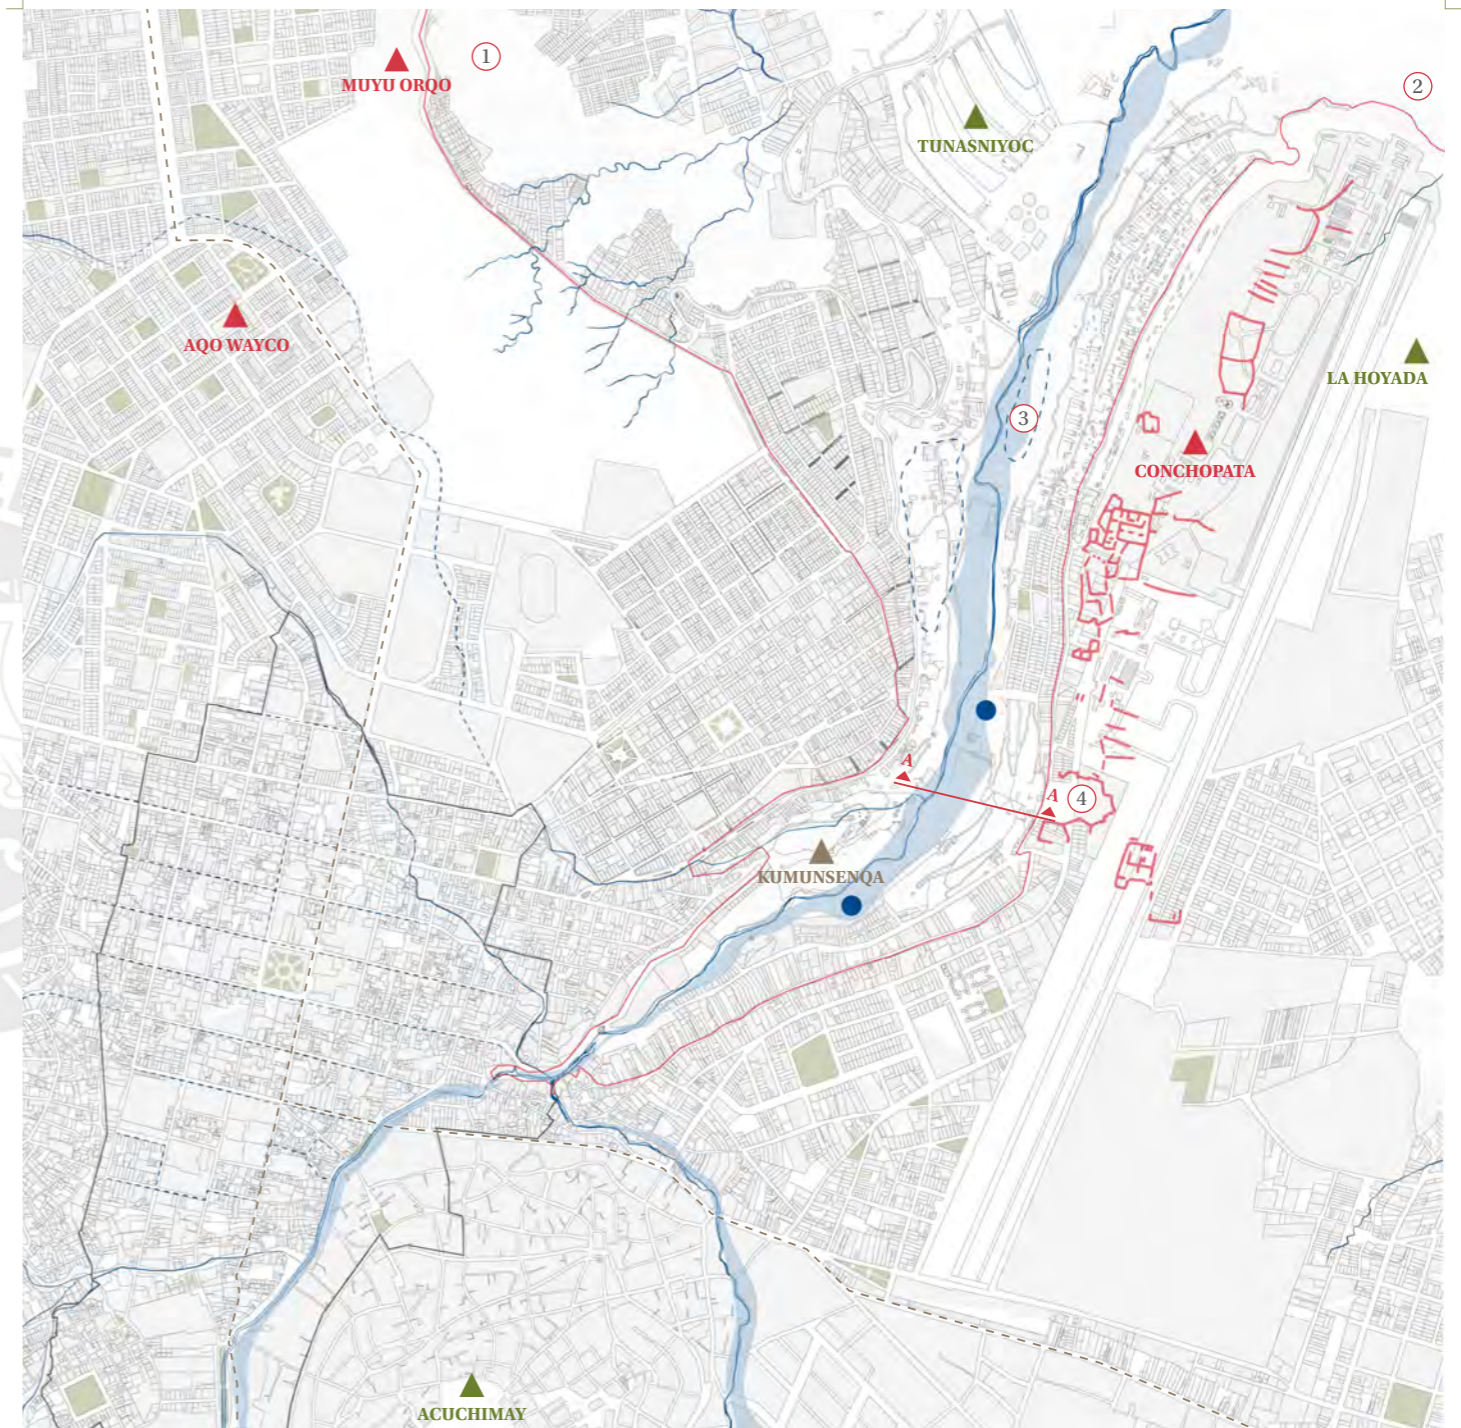 MUYU ORQO
1
2
TUNASNIYOC
AQO WAYCO
LA HOYADA
3
CONCHOPATA
A
A
4
KUMUNSENQA
ACUCHIMAY